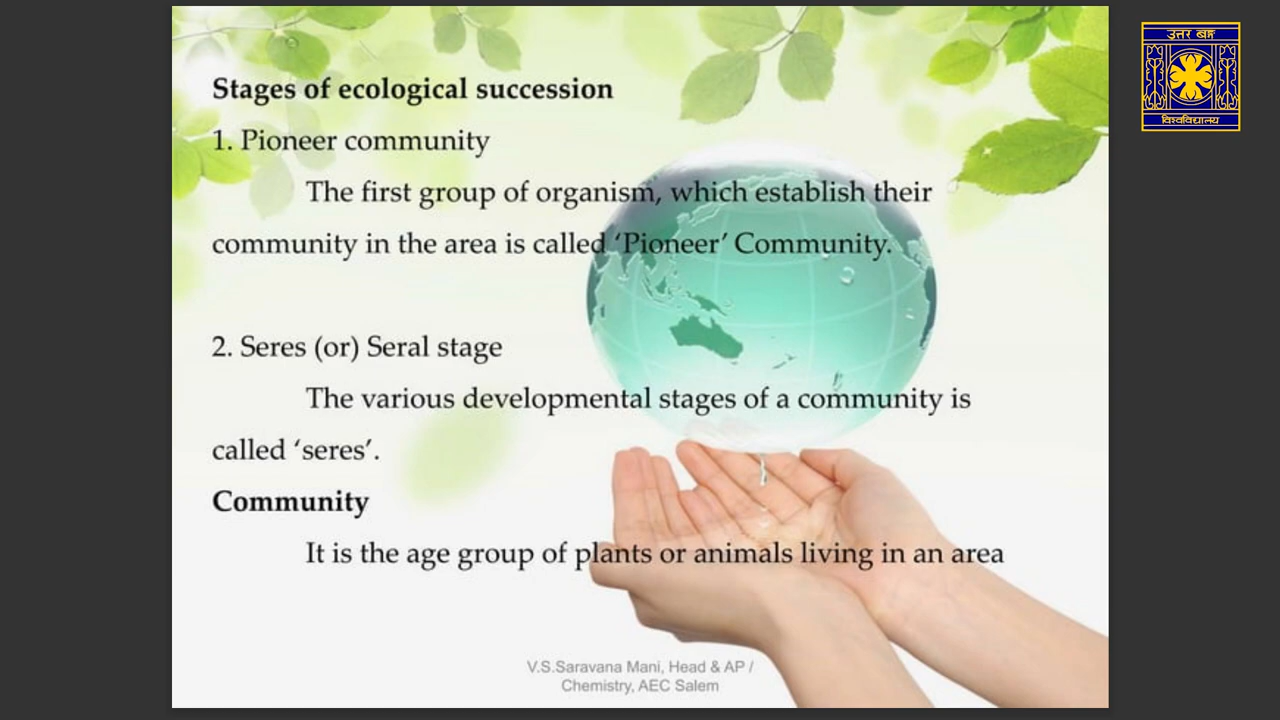 Stages of ecological succession
1. Pioneer community
The first group of organism, which establish their
community in the area is called ‘Pioneer’ Community.
2. Seres (or) Seral stage
The various developmental stages of a community is
called ‘seres’.
Community
It is the age group of plants or animals living in an area
V.S.Saravana Mani, Head & AP /
Chemistry, AEC Salem
उत्तर बङ्ग
विश्वविद्यालय